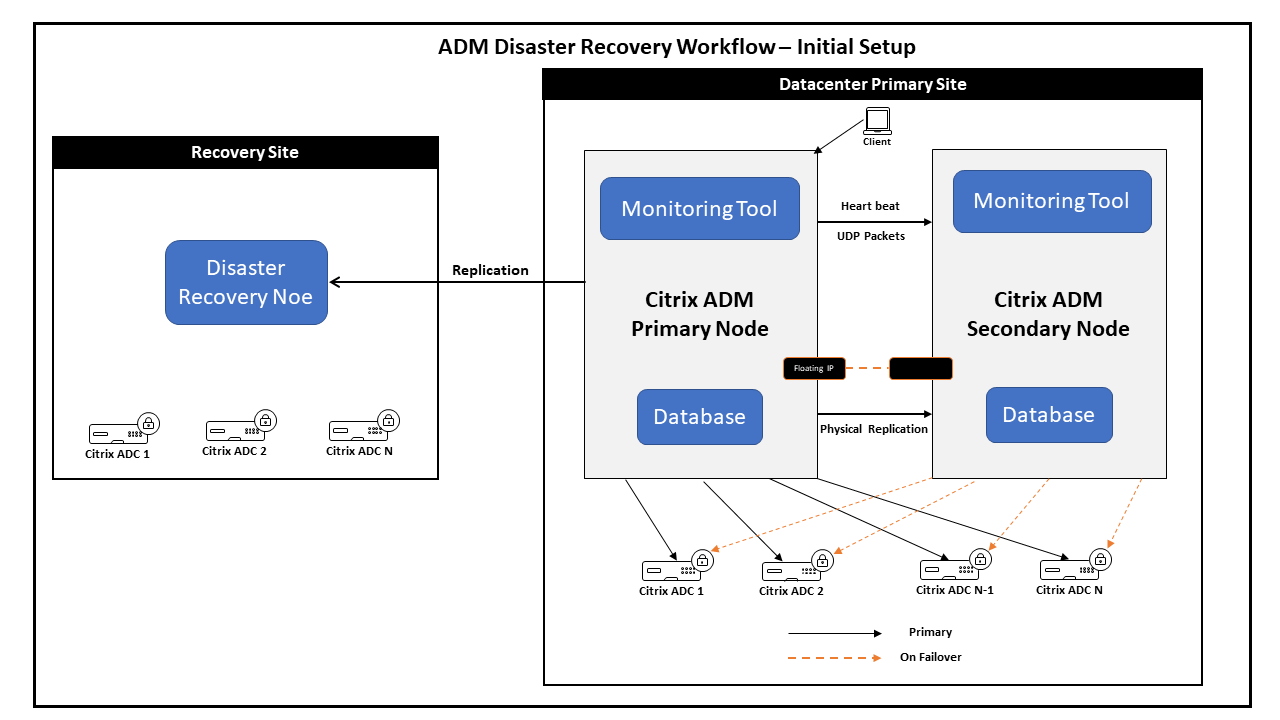 ADM Disaster Recovery Workflow – Initial Setup
Datacenter Primary Site
Client
Recovery Site
Monitoring Tool
Heart beat
UDP Packets
Monitoring Tool
Disaster
Recovery Noe
Replication
Citrix ADM
Primary Node
Citrix ADM
Secondary Node
Floating IP
Database
Physical Replication
Database
Citrix ADC 1
Citrix ADC 2
Citrix ADC N
Citrix ADC 1
Citrix ADC 2
Citrix ADC N-1
Citrix ADC N
Primary
On Failover